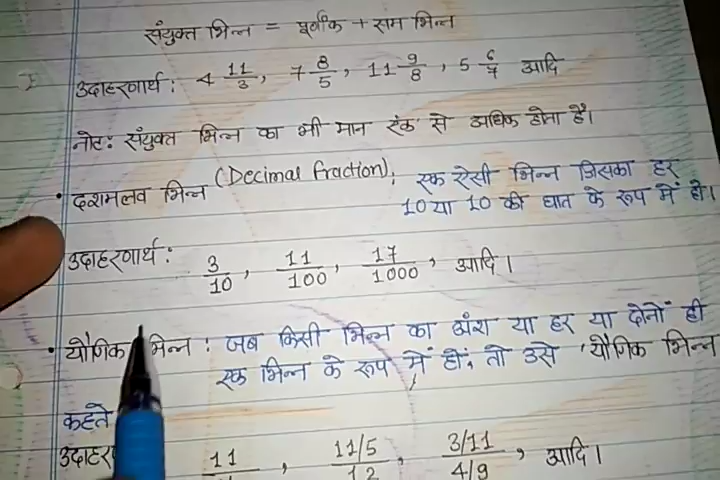 संयुक्त भिन्न = पूर्णांक + सम भिन्न
उदाहरणार्थ: 4 11/3, 7 8/5, 11 9/8, 5 6/7 आदि
नोट: संयुक्त भिन्न का भी मान 'एक' से अधिक होता है।
• दशमलव भिन्न (Decimal fraction); एक ऐसी भिन्न जिसका हर
10 या 10 की घात के रूप में हो।
उदाहरणार्थ: 3/10, 11/100, 17/1000, आदि।
• यौगिक भिन्न: जब किसी भिन्न का अंश या हर या दोनों ही
एक भिन्न के रूप में हों, तो उसे 'यौगिक भिन्न
कहते
11, 11/5 / 12, 3/11 / 4/9, आदि।